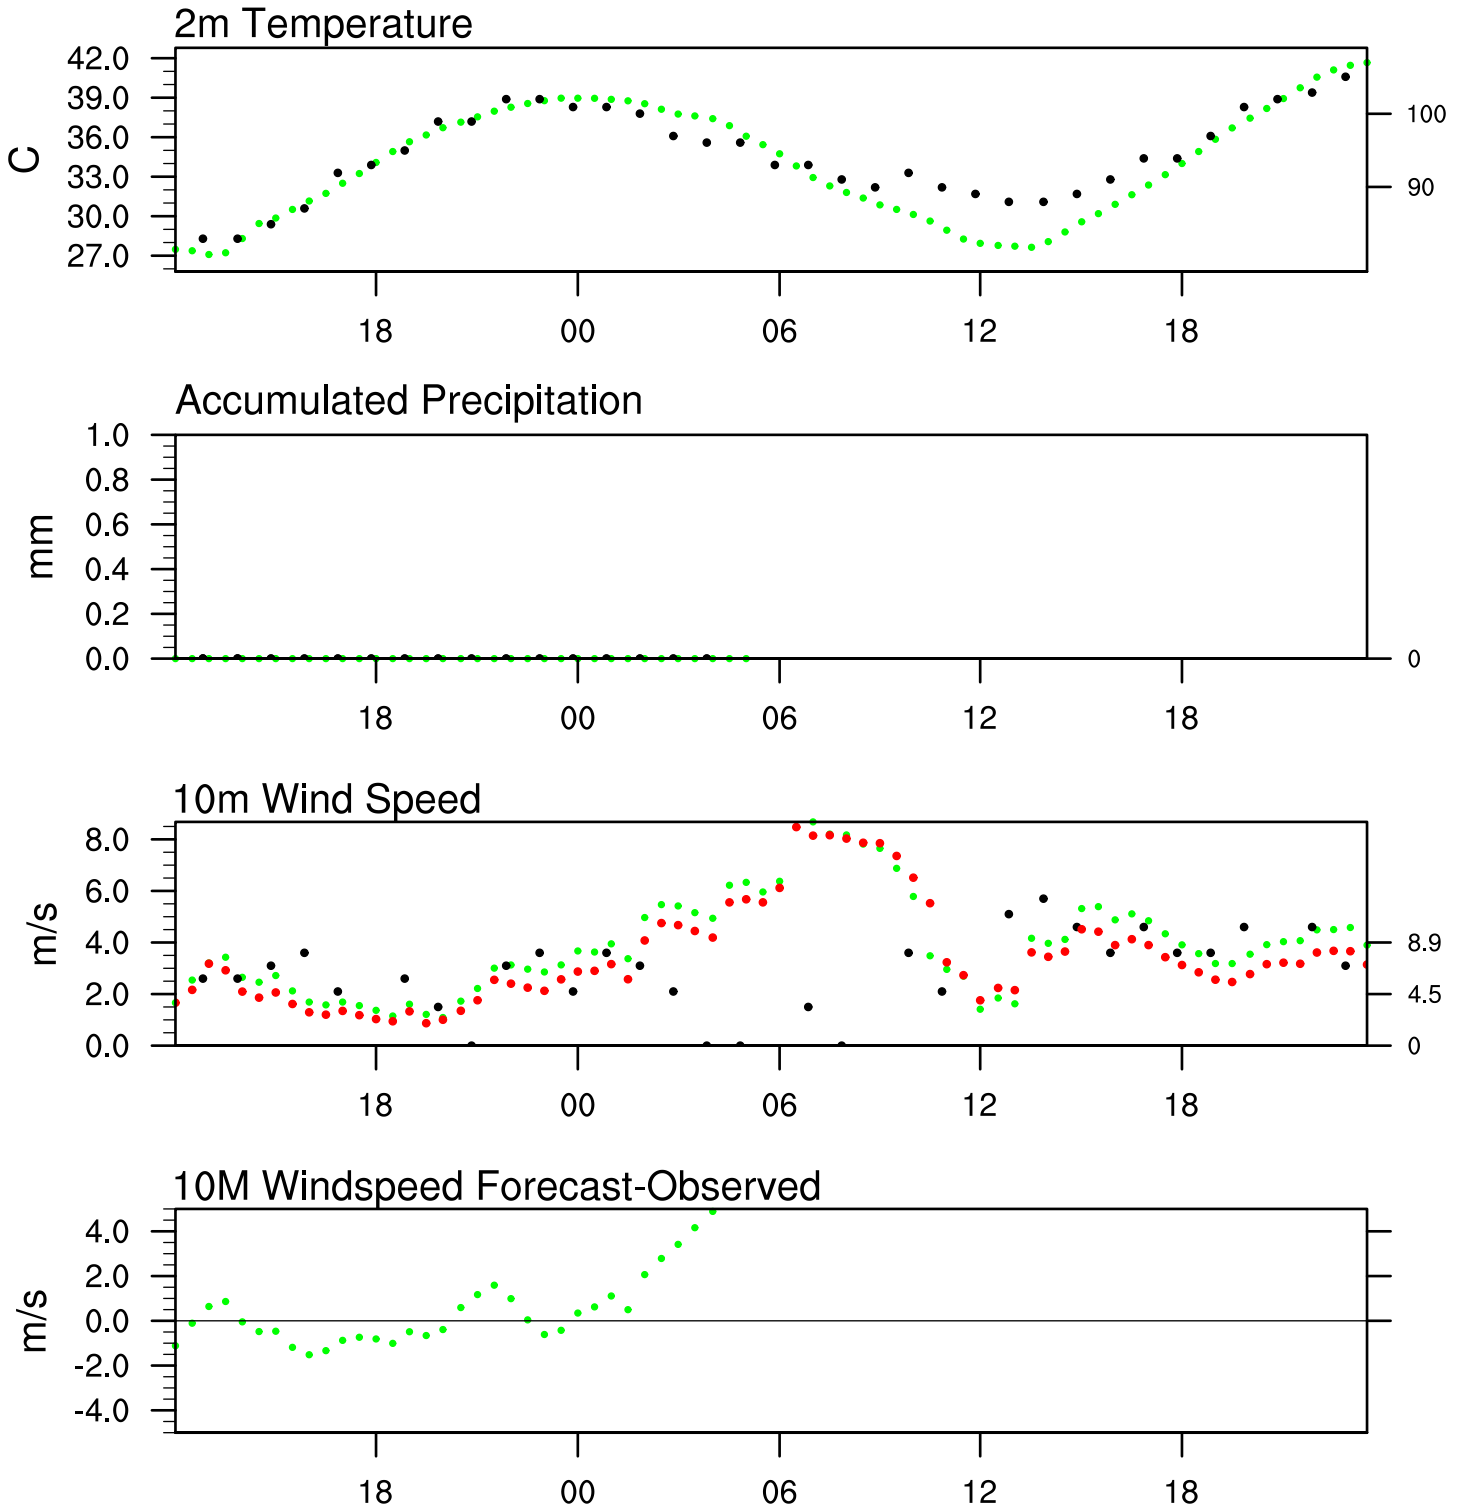 2m Temperature
42.0
39.0
36.0
33.0
30.0
27.0
C
100
90
18 00 06 12 18
Accumulated Precipitation
1.0
0.8
0.6
0.4
0.2
0.0
mm
0
18 00 06 12 18
10m Wind Speed
8.0
6.0
4.0
2.0
0.0
m/s
8.9
4.5
0
18 00 06 12 18
10M Windspeed Forecast-Observed
4.0
2.0
0.0
-2.0
-4.0
m/s
18 00 06 12 18